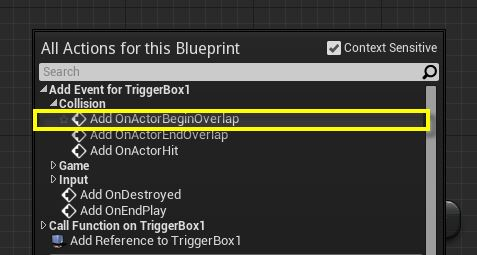 All Actions for this Blueprint
Context Sensitive
Search
Add Event for TriggerBox1
Collision
Add OnActorBeginOverlap
Add OnActorEndOverlap
Add OnActorHit
Game
Input
Add OnDestroyed
Add OnEndPlay
Call Function on TriggerBox1
Add Reference to TriggerBox1